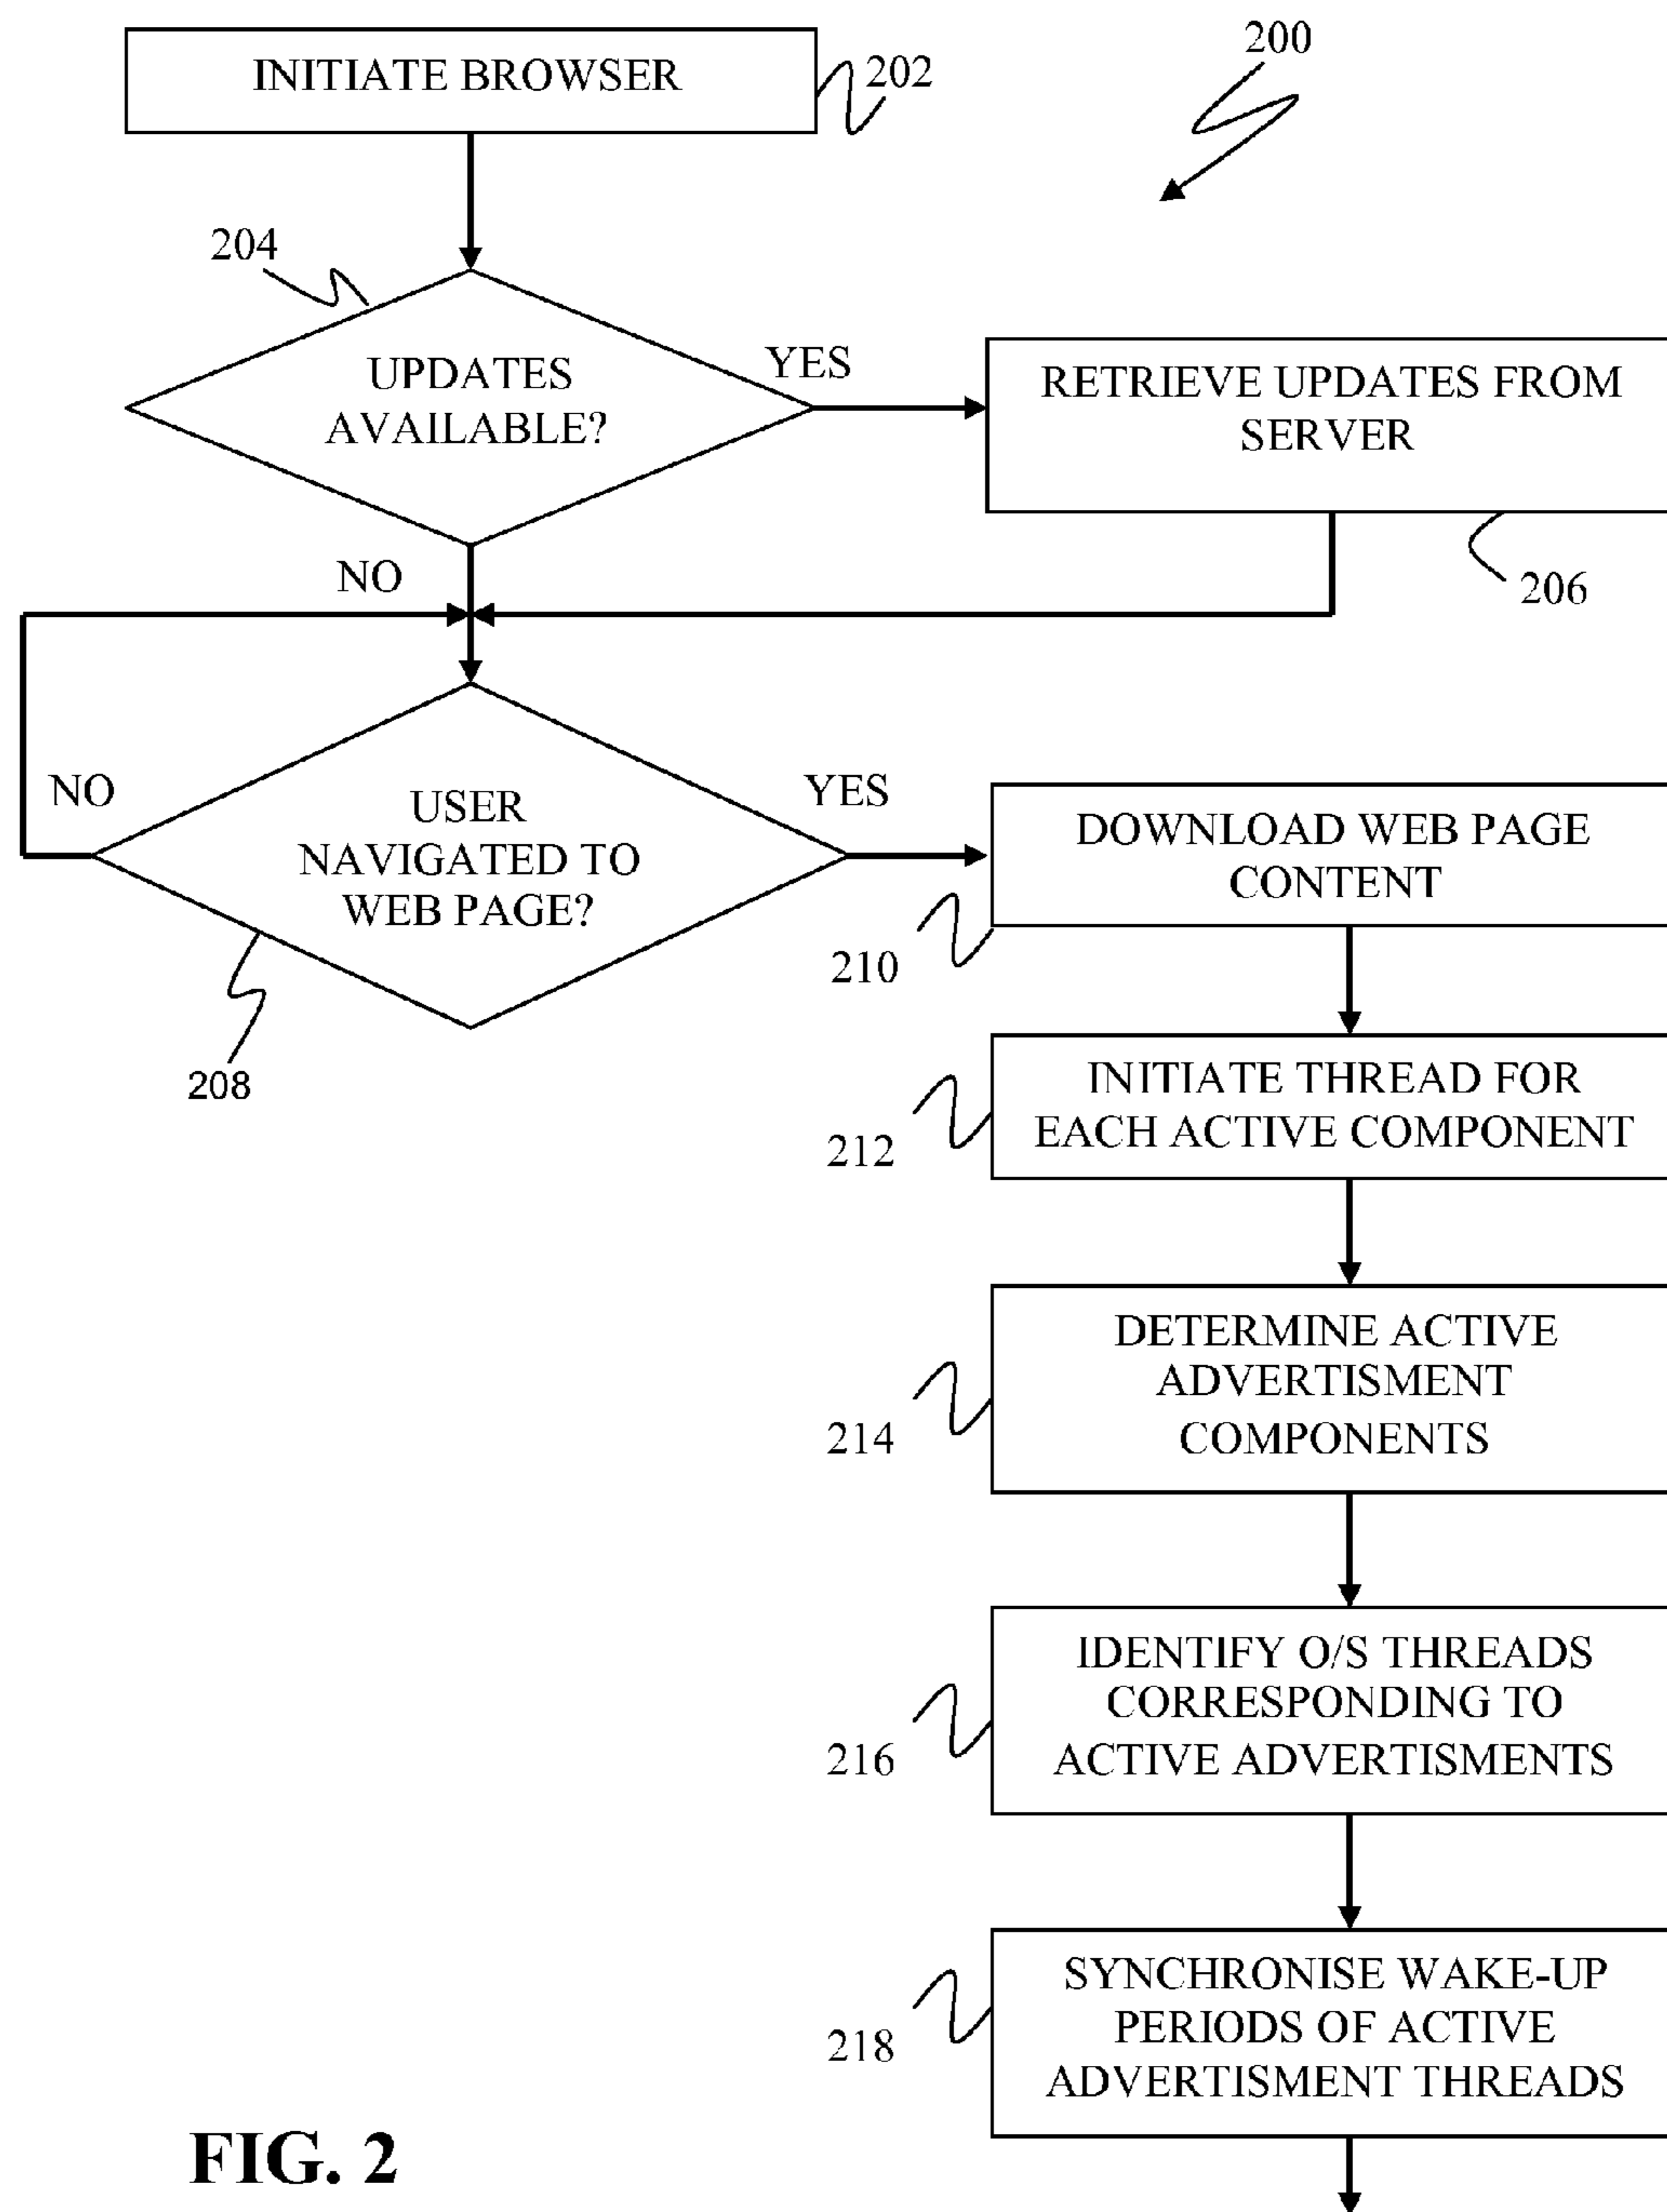 INITIATE BROWSER
202
200
204
UPDATES
AVAILABLE?
YES
RETRIEVE UPDATES FROM
SERVER
206
NO
NO
USER
NAVIGATED TO
WEB PAGE?
YES
208
DOWNLOAD WEB PAGE
CONTENT
210
INITIATE THREAD FOR
EACH ACTIVE COMPONENT
212
DETERMINE ACTIVE
ADVERTISMENT
COMPONENTS
214
IDENTIFY O/S THREADS
CORRESPONDING TO
ACTIVE ADVERTISMENTS
216
SYNCHRONISE WAKE-UP
PERIODS OF ACTIVE
ADVERTISMENT THREADS
218
FIG. 2